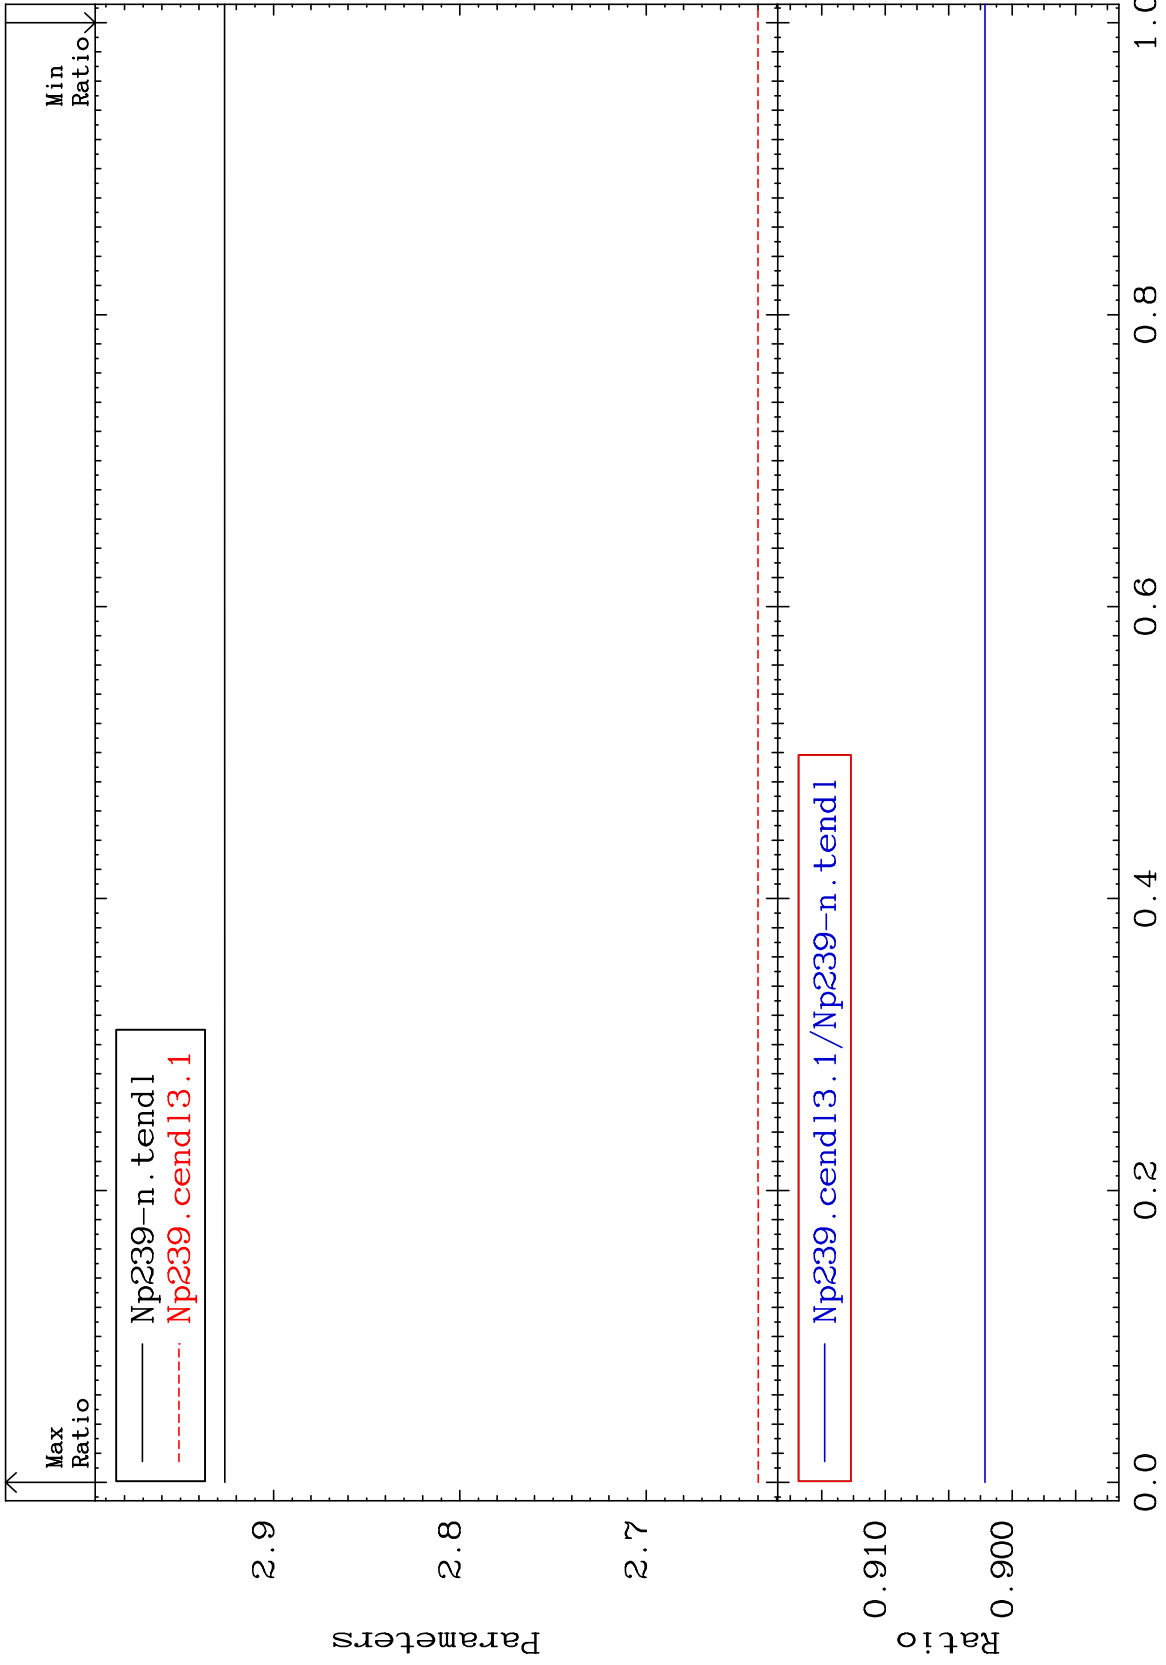 Max
Ratio
Min
Ratio
Np239-n.tendl
Np239.cendl3.1
2.9
2.8
2.7
Parameters
Np239.cendl3.1/Np239-n.tendl
0.910
0.900
Ratio
0.0
0.2
0.4
0.6
0.8
1.0